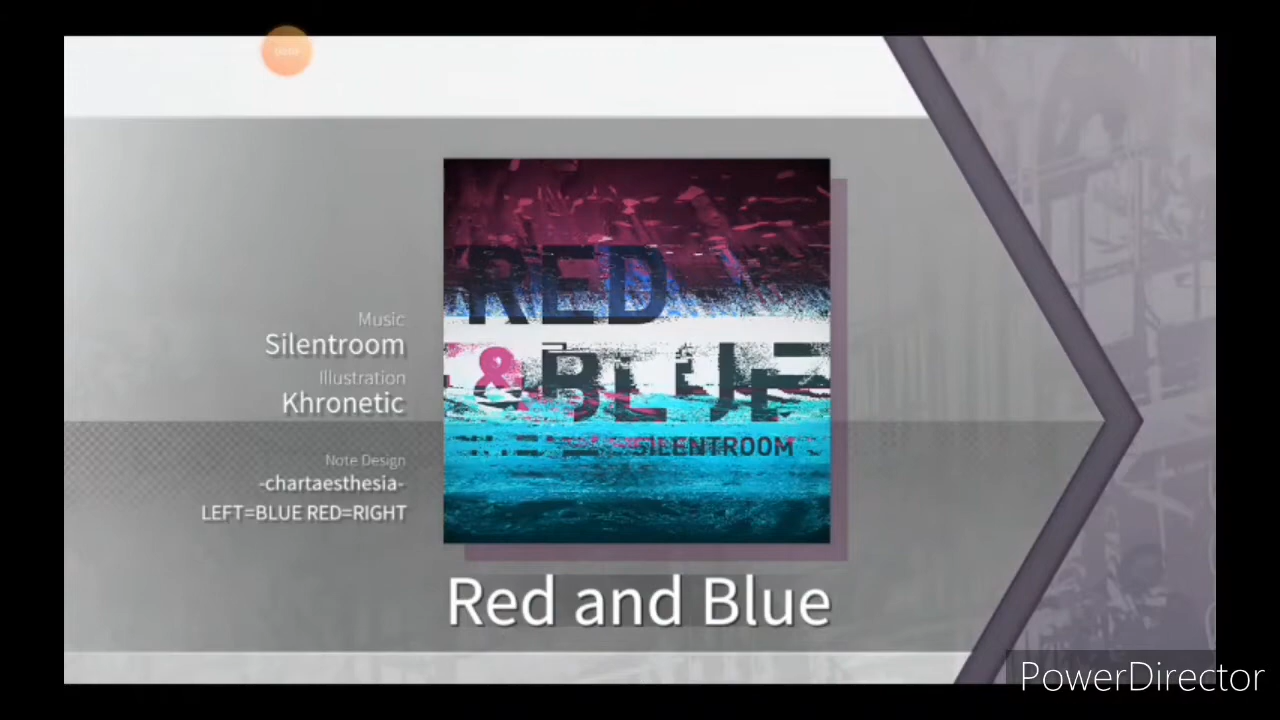 Music
Silentroom
Illustration
Khronetic
Note Design
-chartaesthesia-
LEFT=BLUE RED=RIGHT
RED
& BLUE
SILENTROOM
Red and Blue
PowerDirector